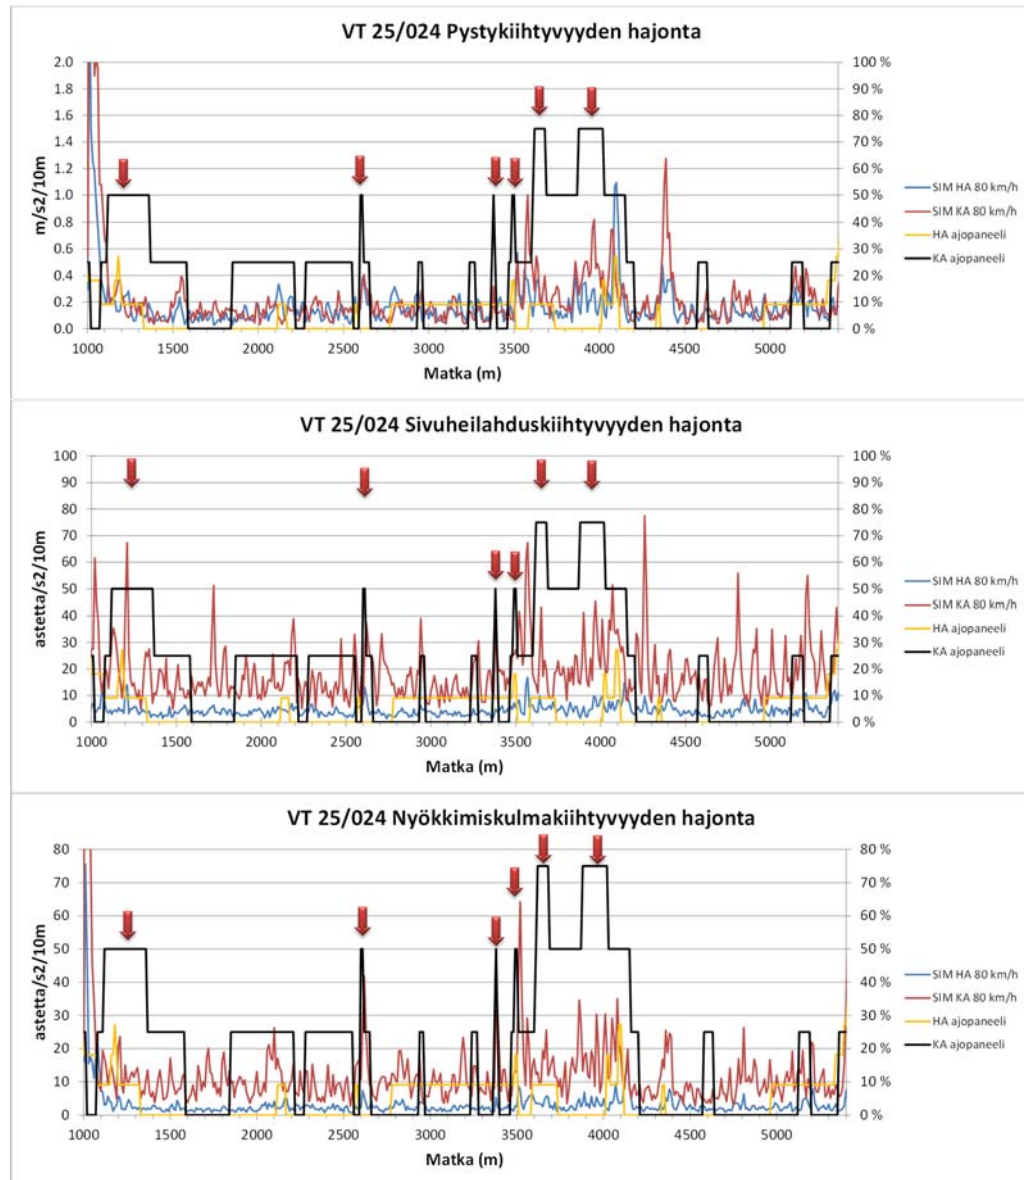 VT 25/024 Pystykiihtyvyyden hajonta
2.0 1.8 1.6 1.4 1.2 1.0 0.8 0.6 0.4 0.2 0.0
m/s2/10m
100 % 90 % 80 % 70 % 60 % 50 % 40 % 30 % 20 % 10 % 0 %
1000 1500 2000 2500 3000 3500 4000 4500 5000
Matka (m)
SIM HA 80 km/h
SIM KA 80 km/h
HA ajopaneeli
KA ajopaneeli
VT 25/024 Sivuheilahduskiihtyvyyden hajonta
100 90 80 70 60 50 40 30 20 10 0
astetta/s2/10m
100 % 90 % 80 % 70 % 60 % 50 % 40 % 30 % 20 % 10 % 0 %
1000 1500 2000 2500 3000 3500 4000 4500 5000
Matka (m)
SIM HA 80 km/h
SIM KA 80 km/h
HA ajopaneeli
KA ajopaneeli
VT 25/024 Nyökkimiskulmakiihtyvyyden hajonta
80 70 60 50 40 30 20 10 0
astetta/s2/10m
80 % 70 % 60 % 50 % 40 % 30 % 20 % 10 % 0 %
1000 1500 2000 2500 3000 3500 4000 4500 5000
Matka (m)
SIM HA 80 km/h
SIM KA 80 km/h
HA ajopaneeli
KA ajopaneeli